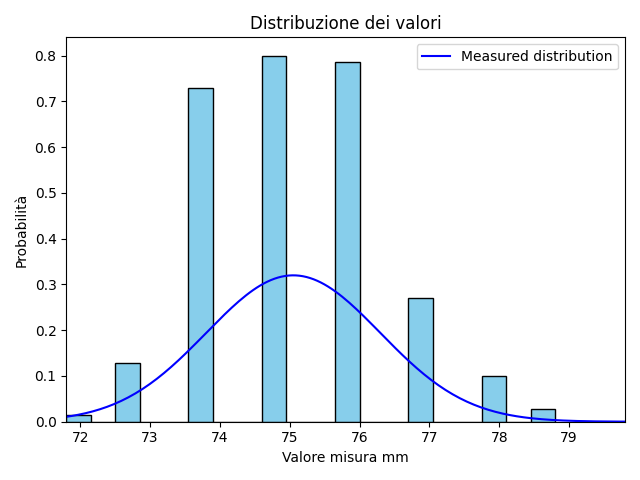 Distribuzione dei valori
Measured distribution
Probabilità
0.8
0.7
0.6
0.5
0.4
0.3
0.2
0.1
0.0
72 73 74 75 76 77 78 79
Valore misura mm